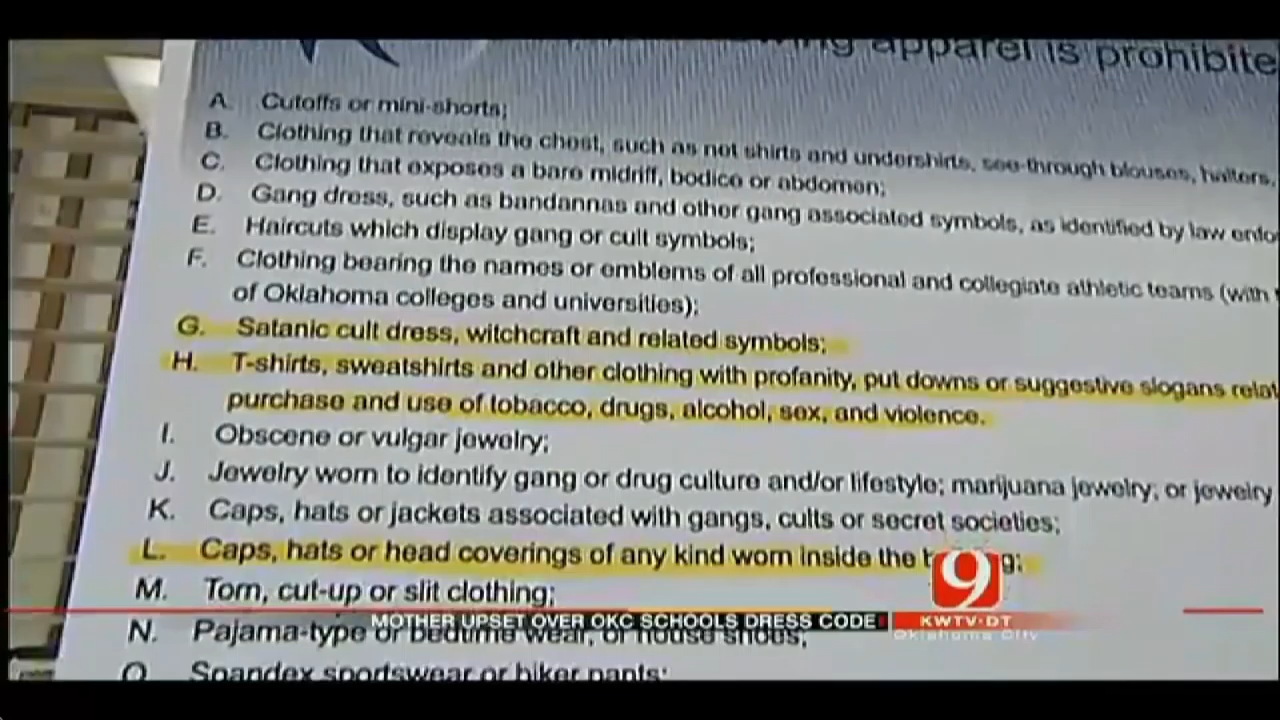 wing apparel is prohibite
A. Cutoffs or mini-shorts;
B. Clothing that reveals the chest, such as net shirts and undershirts, see-through blouses, halters,
C. Clothing that exposes a bare midriff, bodice or abdomen;
D. Gang dress, such as bandannas and other gang associated symbols, as identified by law enfo
E. Haircuts which display gang or cult symbols;
F. Clothing bearing the names or emblems of all professional and collegiate athletic teams (with
of Oklahoma colleges and universities);
G. Satanic cult dress, witchcraft and related symbols;
H. T-shirts, sweatshirts and other clothing with profanity, put downs or suggestive slogans relat
purchase and use of tobacco, drugs, alcohol, sex, and violence.
I. Obscene or vulgar jewelry;
J. Jewelry worn to identify gang or drug culture and/or lifestyle; marijuana jewelry; or jewelry
K. Caps, hats or jackets associated with gangs, cults or secret societies;
L. Caps, hats or head coverings of any kind worn inside the b g;
9
M. Torn, cut-up or slit clothing;
MOTHER UPSET OVER OKC SCHOOLS DRESS CODE
KWTV-DT
Oklahoma City
N. Pajama-type or bedtime wear, or house shoes;
O. Spandex sportswear or biker pants;